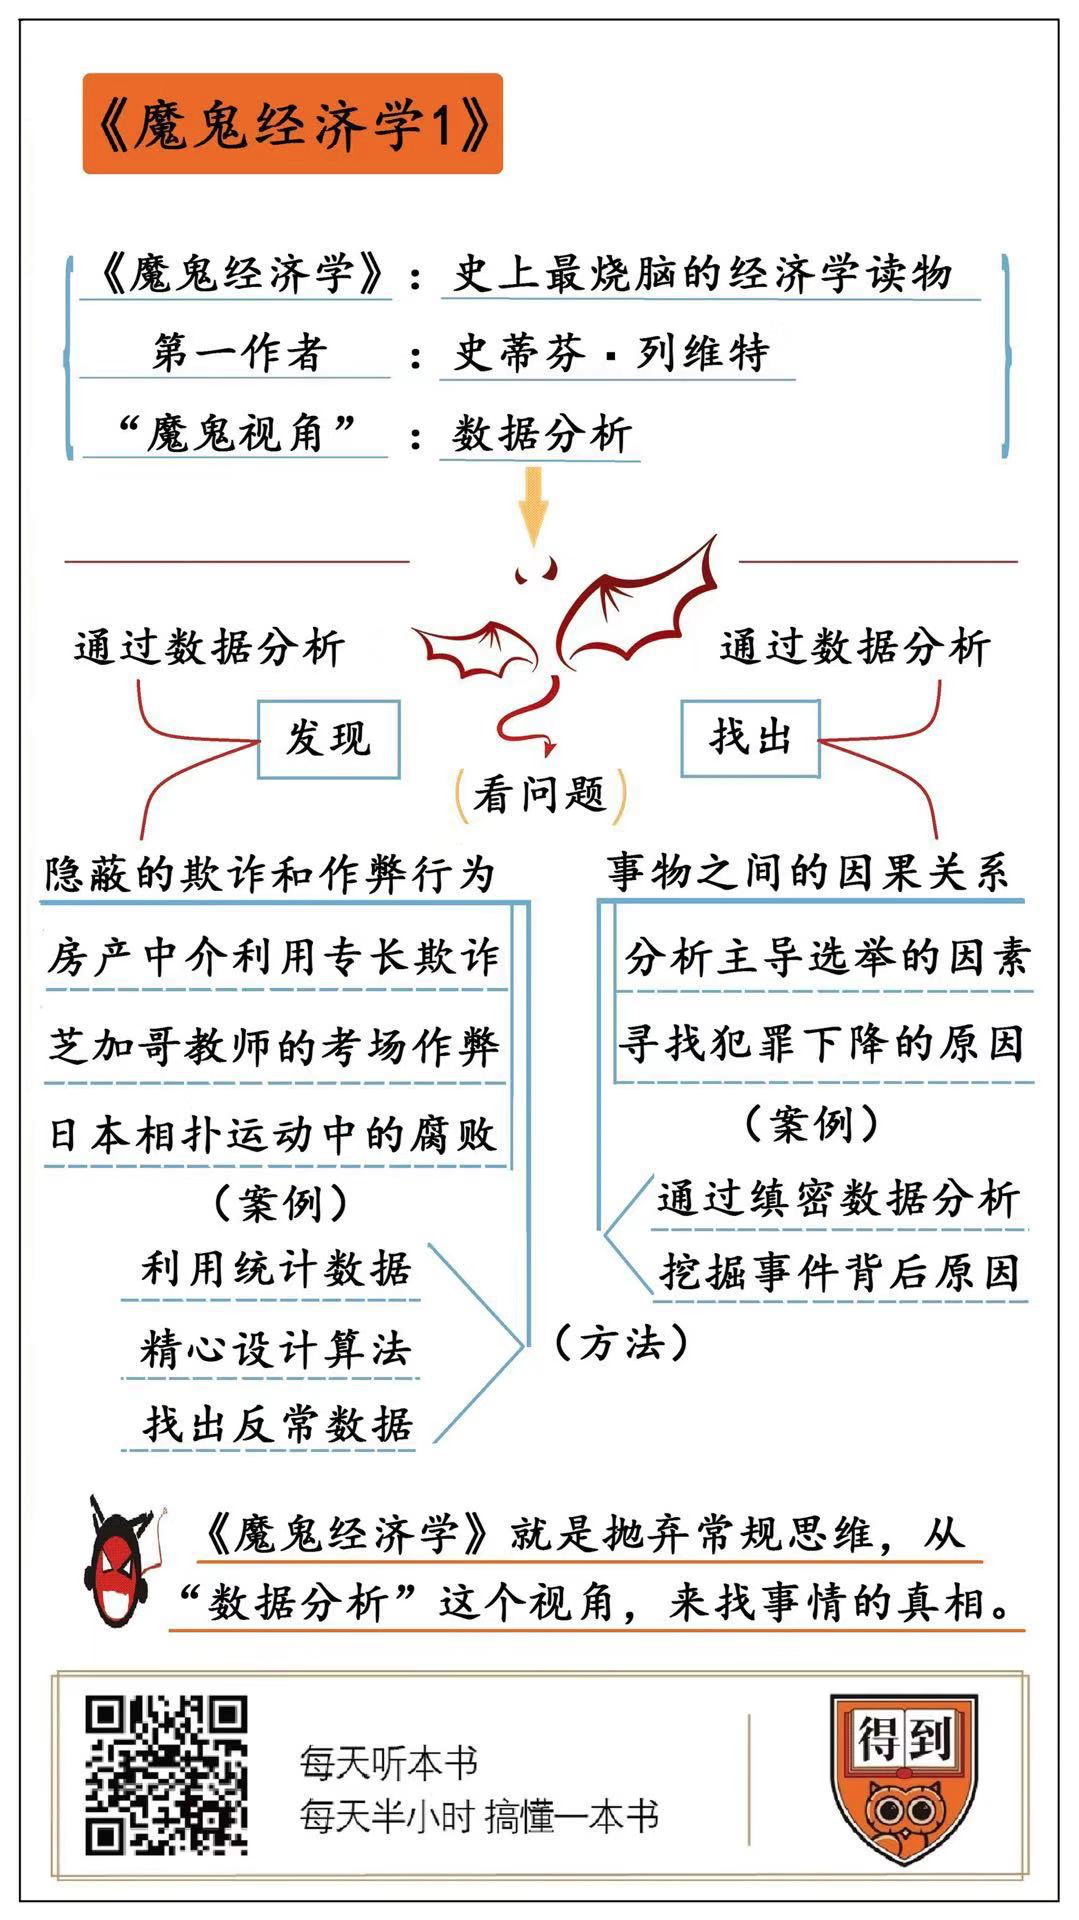 《魔鬼经济学1》
《魔鬼经济学》：史上最烧脑的经济学读物
第一作者：史蒂芬·列维特
“魔鬼视角”：数据分析
通过数据分析
发现
通过数据分析
找出
（看问题）
隐蔽的欺诈和作弊行为
房产中介利用专长欺诈
芝加哥教师的考场作弊
日本相扑运动中的腐败
（案例）
利用统计数据
精心设计算法
找出反常数据
事物之间的因果关系
分析主导选举的因素
寻找犯罪下降的原因
（案例）
通过缜密数据分析
挖掘事件背后原因
（方法）
《魔鬼经济学》就是抛弃常规思维，从
“数据分析”这个视角，来找事情的真相。
每天听本书
每天半小时 搞懂一本书
得到